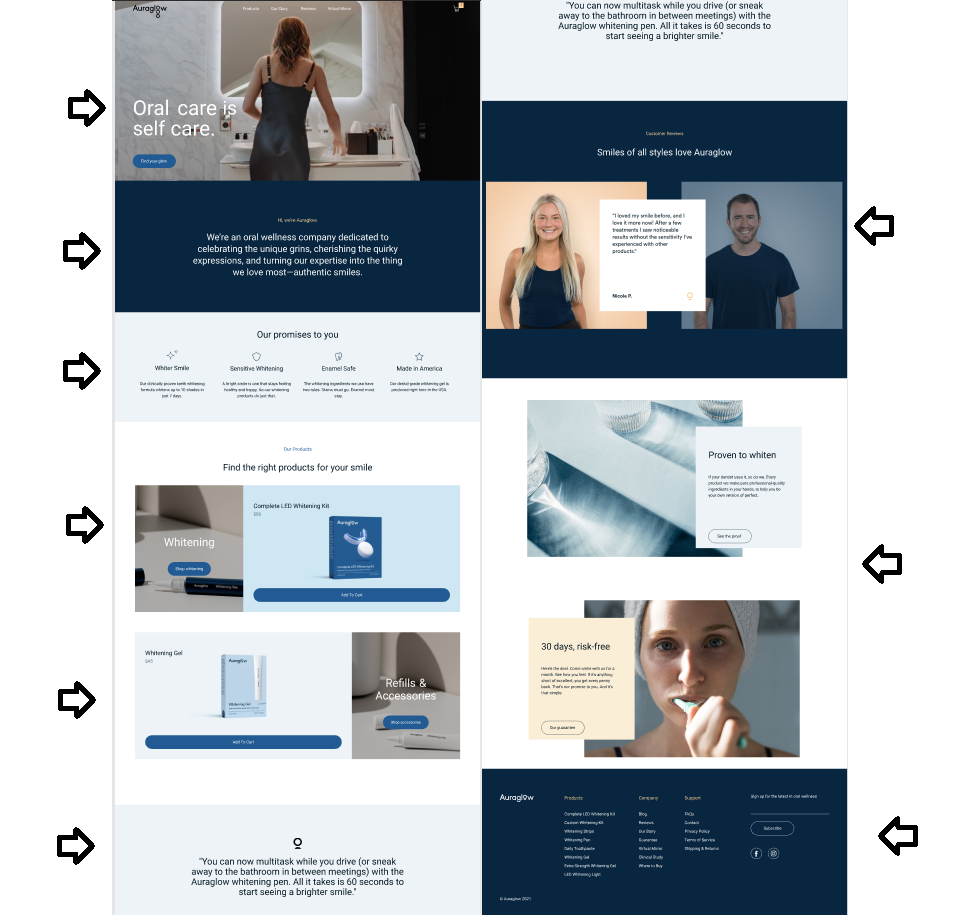 Auraglow
Products Our Story Reviews Virtual Mirror
Oral care is
self care.
Find your glow
Hi, we're Auraglow.
We're an oral wellness company dedicated to
celebrating the unique grins, cherishing the quirky
expressions, and turning our expertise into the thing
we love most—authentic smiles.
Our promises to you
Whiter Smile
Our clinically proven teeth whitening
formula whitens up to 10 shades in
just 7 days.
Sensitive Whitening
A bright smile is one that stays feeling
healthy and happy. So our whitening
products do just that.
Enamel Safe
The whitening ingredients we use have
two rules. Stains must go. Enamel must
stay.
Made in America
Our dental-grade whitening gel is
produced right here in the USA.
Our Products
Find the right products for your smile
Whitening
Shop whitening
Auraglow Whitening Pen
Complete LED Whitening Kit
Auraglow
Complete LED Whitening Kit
Add To Cart
Whitening Gel
$45
Auraglow
Whitening Gel
Add To Cart
Refills &
Accessories
Shop accessories
"You can now multitask while you drive (or sneak
away to the bathroom in between meetings) with the
Auraglow whitening pen. All it takes is 60 seconds to
start seeing a brighter smile."
"You can now multitask while you drive (or sneak
away to the bathroom in between meetings) with the
Auraglow whitening pen. All it takes is 60 seconds to
start seeing a brighter smile."
Customer Reviews
Smiles of all styles love Auraglow
"I loved my smile before, and I
love it more now! After a few
treatments I saw noticeable
results without the sensitivity I've
experienced with other
products."
Nicole P.
Proven to whiten
If your dentist uses it, so do we. Every
product we make puts professional-quality
ingredients in your hands, to help you be
your own version of perfect.
See the proof
30 days, risk-free
Here's the deal: Come smile with us for a
month. See how you feel. If it's anything
short of excellent, you get every penny
back. That's our promise to you. And it's
that simple.
Our guarantee
Auraglow
Products
Complete LED Whitening Kit
Custom Whitening Kit
Whitening Strips
Whitening Pen
Daily Toothpaste
Whitening Gel
Extra Strength Whitening Gel
LED Whitening Light
Company
Blog
Reviews
Our Story
Guarantee
Virtual Mirror
Clinical Study
Where to Buy
Support
FAQs
Contact
Privacy Policy
Terms of Service
Shipping & Returns
Sign up for the latest in oral wellness
Subscribe
© Auraglow 2021